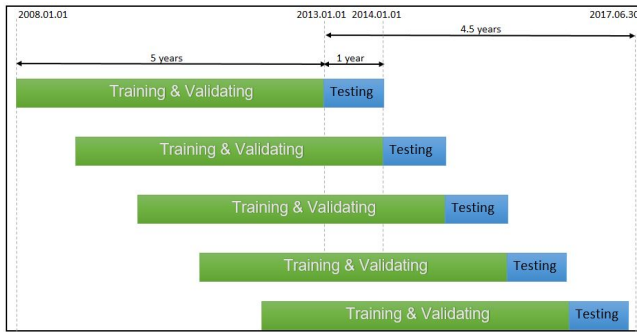 2008.01.01 2013.01.01 2014.01.01 2017.06.30
4.5 years
5 years 1 year
Training & Validating Testing
Training & Validating Testing
Training & Validating Testing
Training & Validating Testing
Training & Validating Testing